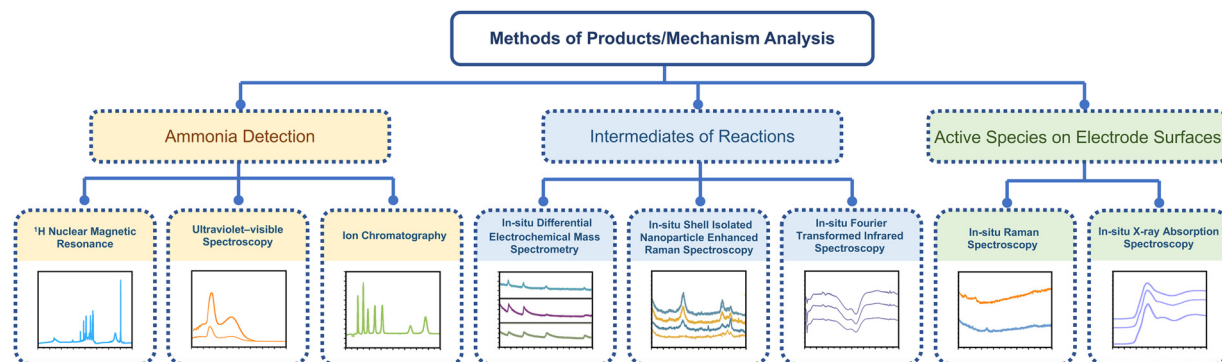 Methods of Products/Mechanism Analysis
Ammonia Detection
Intermediates of Reactions
Active Species on Electrode Surfaces
¹H Nuclear Magnetic
Resonance
Ultraviolet–visible
Spectroscopy
Ion Chromatography
In-situ Differential
Electrochemical Mass
Spectrometry
In-situ Shell Isolated
Nanoparticle Enhanced
Raman Spectroscopy
In-situ Fourier
Transformed Infrared
Spectroscopy
In-situ Raman
Spectroscopy
In-situ X-ray Absorption
Spectroscopy